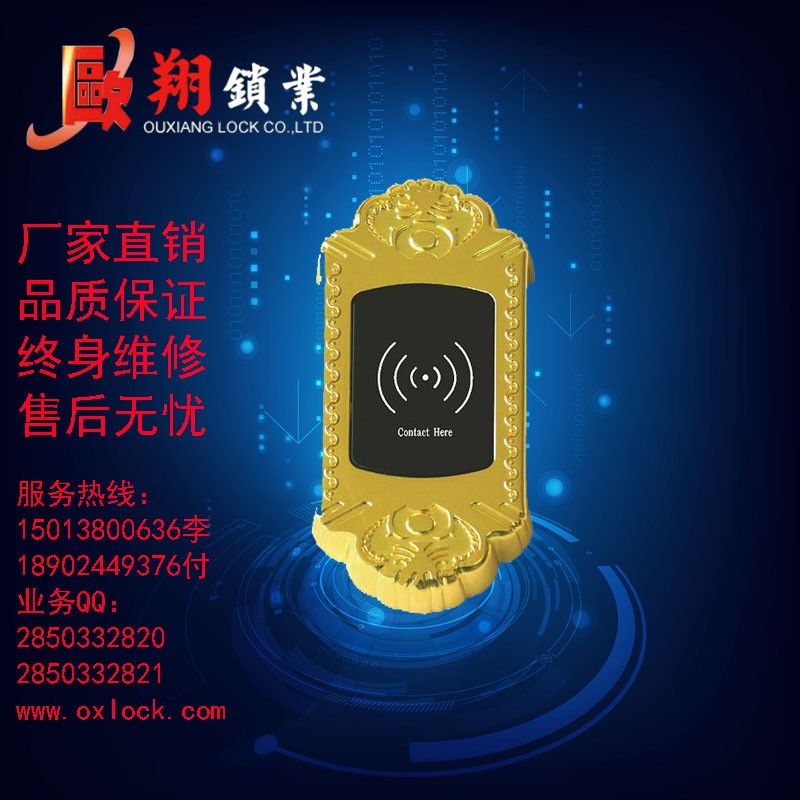 歐翔鎖業
OUXIANG LOCK CO.,LTD
厂家直销
品质保证
终身维修
售后无忧
Contact Here
服务热线：
15013800636李
18902449376付
业务QQ：
2850332820
2850332821
www.oxlock.com